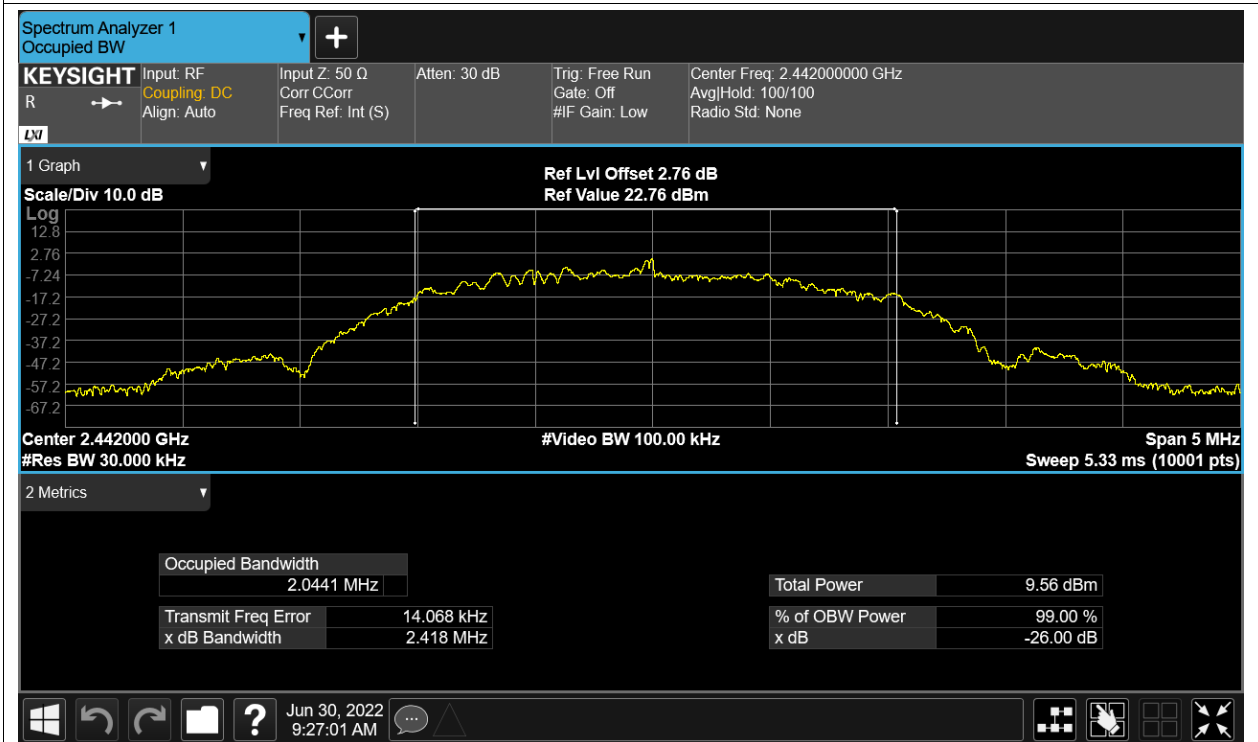 Spectrum Analyzer 1
Occupied BW
KEYSIGHT
R
LXI
Input: RF
Coupling: DC
Align: Auto
Input Z: 50 Ω
Corr CCorr
Freq Ref: Int (S)
Atten: 30 dB
Trig: Free Run
Gate: Off
#IF Gain: Low
Center Freq: 2.442000000 GHz
Avg|Hold: 100/100
Radio Std: None
1 Graph
Scale/Div 10.0 dB
Ref Lvl Offset 2.76 dB
Ref Value 22.76 dBm
Log
12.8
2.76
-7.24
-17.2
-27.2
-37.2
-47.2
-57.2
-67.2
Center 2.442000 GHz
#Video BW 100.00 kHz
Span 5 MHz
#Res BW 30.000 kHz
Sweep 5.33 ms (10001 pts)
2 Metrics
Occupied Bandwidth
2.0441 MHz
Total Power 9.56 dBm
Transmit Freq Error 14.068 kHz
% of OBW Power 99.00 %
x dB Bandwidth 2.418 MHz
x dB -26.00 dB
?
Jun 30, 2022
9:27:01 AM